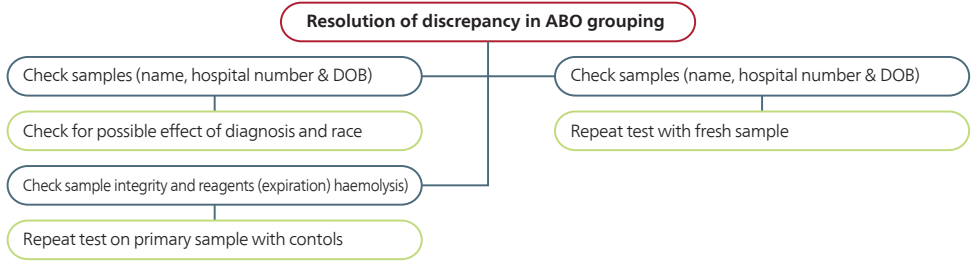 Resolution of discrepancy in ABO grouping
Check samples (name, hospital number & DOB)
Check for possible effect of diagnosis and race
Check sample integrity and reagents (expiration) haemolysis)
Repeat test on primary sample with contols
Check samples (name, hospital number & DOB)
Repeat test with fresh sample